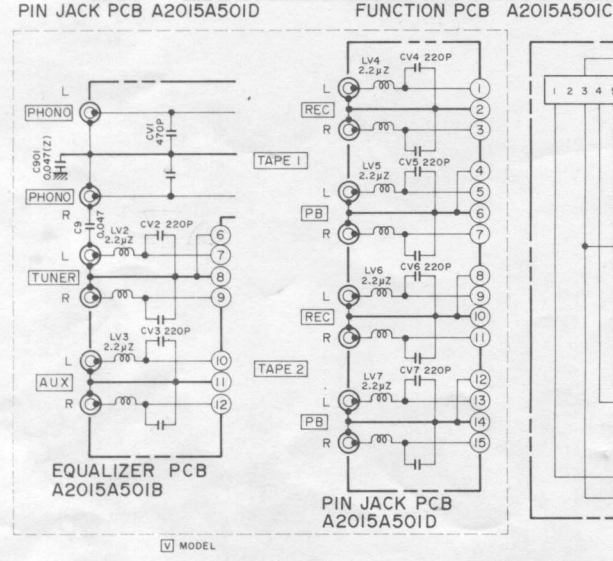 PIN JACK PCB A2015A501D
FUNCTION PCB A2015A501C
L
PHONO
CV1
470P
C901
0.047(Z)
TAPE 1
PHONO
R
C9
0.047
LV2
2.2µZ
CV2 220P
6
L
7
TUNER
8
R
9
CV3 220P
LV3
2.2µZ
L
10
AUX
11
R
12
TAPE 2
EQUALIZER PCB
A2015A501B
LV4
2.2µZ
CV4 220P
L
1
REC
2
R
3
LV5
2.2µZ
CV5 220P
4
L
5
PB
6
R
7
LV6
2.2µZ
CV6 220P
8
L
9
REC
10
R
11
LV7
2.2µZ
CV7 220P
12
L
13
PB
14
R
15
PIN JACK PCB
A2015A501D
1 2 3 4
V MODEL